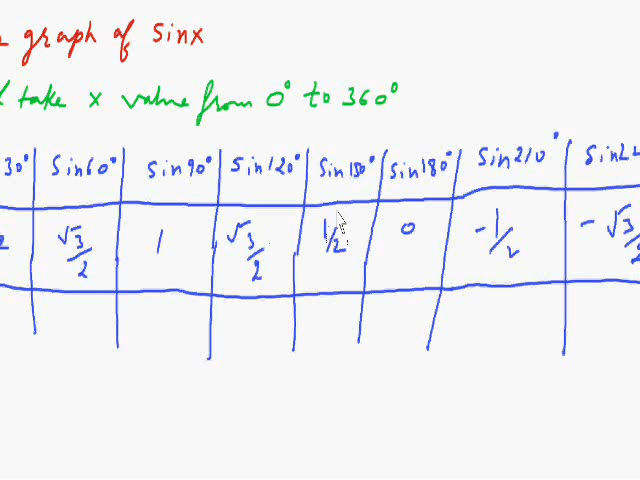 graph of Sinx
take x value from 0° to 360°
30° Sin60° Sin90° Sin120° Sin150° Sin180° Sin210°
√3/2 1 √3/2 1/2 0 -1/2 -√3/2